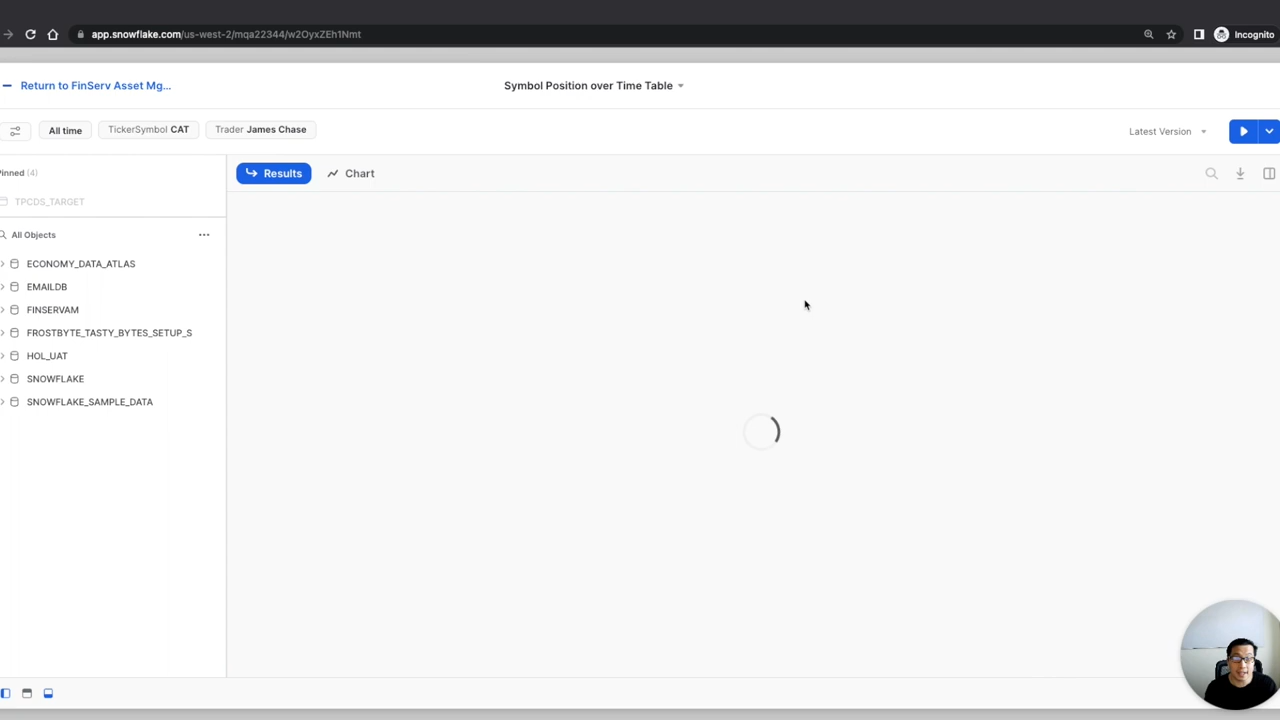 app.snowflake.com/us-west-2/mqa22344/w2OyxZEh1Nmt
Incognito
Return to FinServ Asset Mg...
Symbol Position over Time Table
All time
TickerSymbol CAT
Trader James Chase
Latest Version
(4)
Results
Chart
TPCDS_TARGET
All Objects
ECONOMY_DATA_ATLAS
EMAILDB
FINSERVAM
FROSTBYTE_TASTY_BYTES_SETUP_S
HOL_UAT
SNOWFLAKE
SNOWFLAKE_SAMPLE_DATA